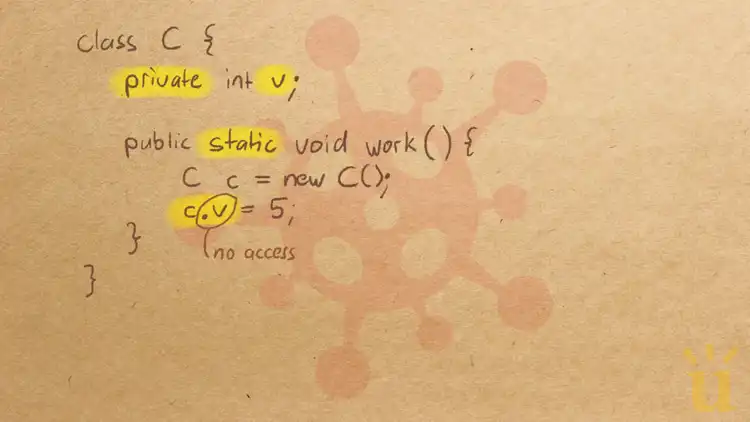 class C {
private int v;
public static void work() {
C c = new C();
c.v = 5;
}
no access
}